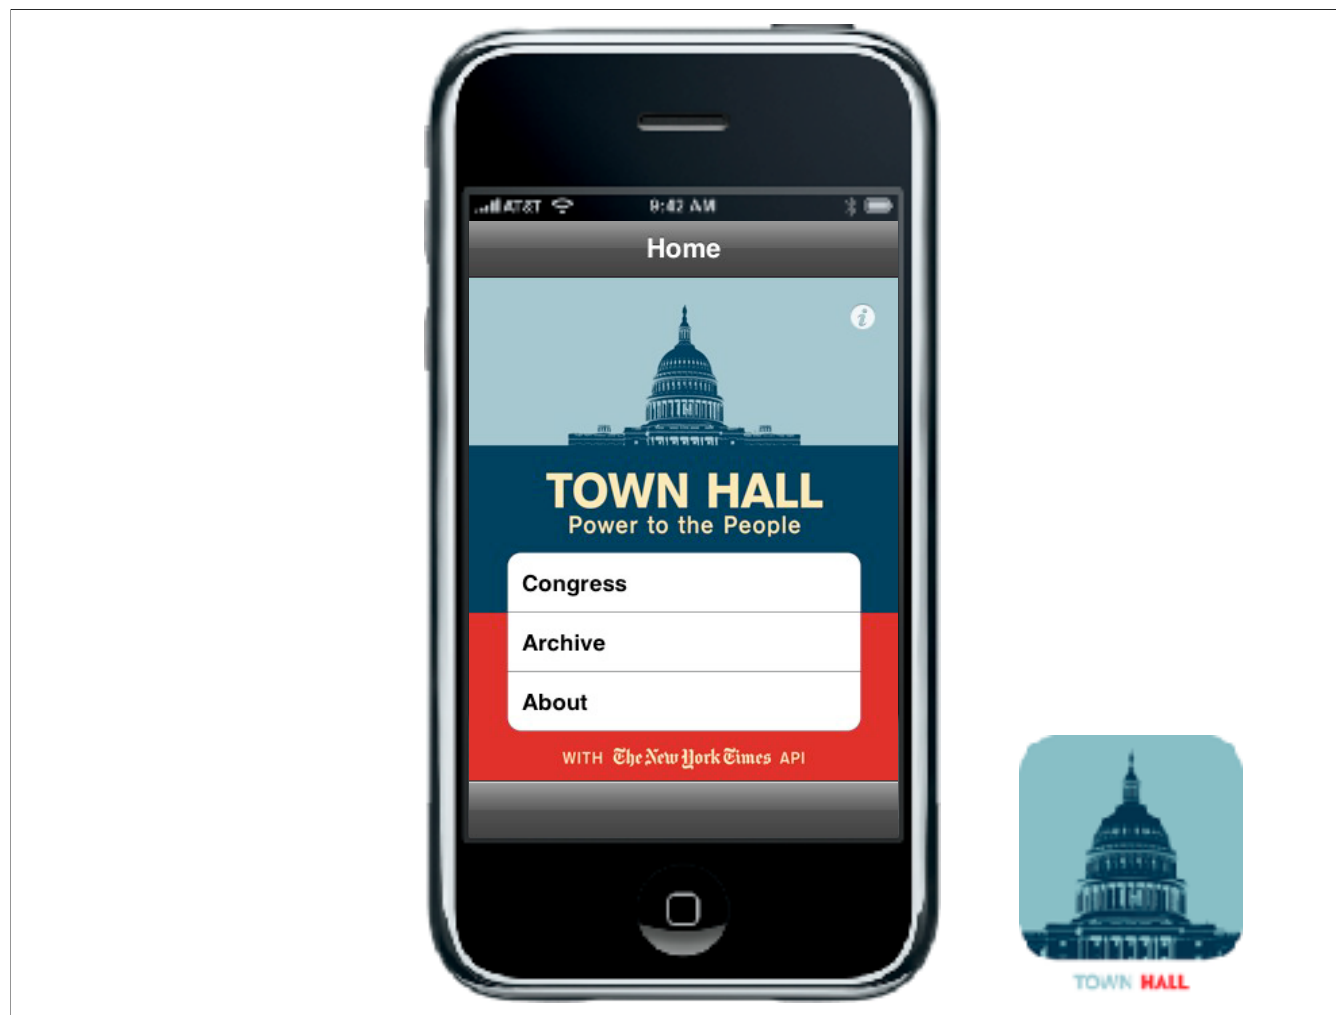 AT&T 9:42 AM
Home
TOWN HALL
Power to the People
Congress
Archive
About
WITH The New York Times API
TOWN HALL